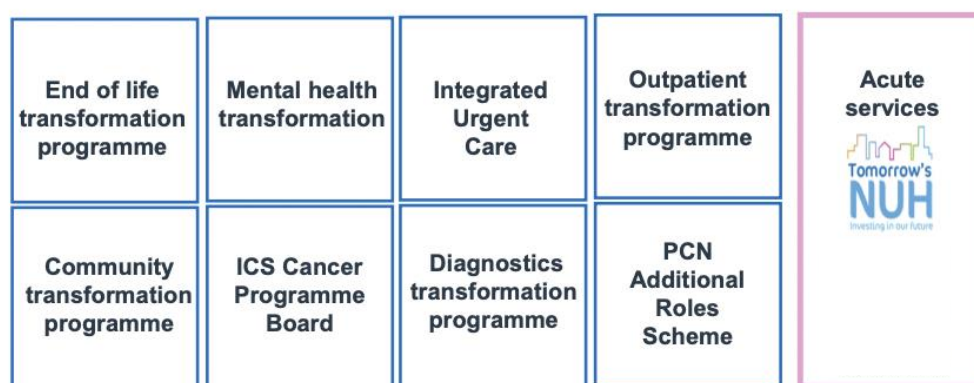 End of life
transformation
programme
Mental health
transformation
Integrated
Urgent
Care
Outpatient
transformation
programme
Acute
services
Tomorrow's
NUH
Investing in our future
Community
transformation
programme
ICS Cancer
Programme
Board
Diagnostics
transformation
programme
PCN
Additional
Roles
Scheme